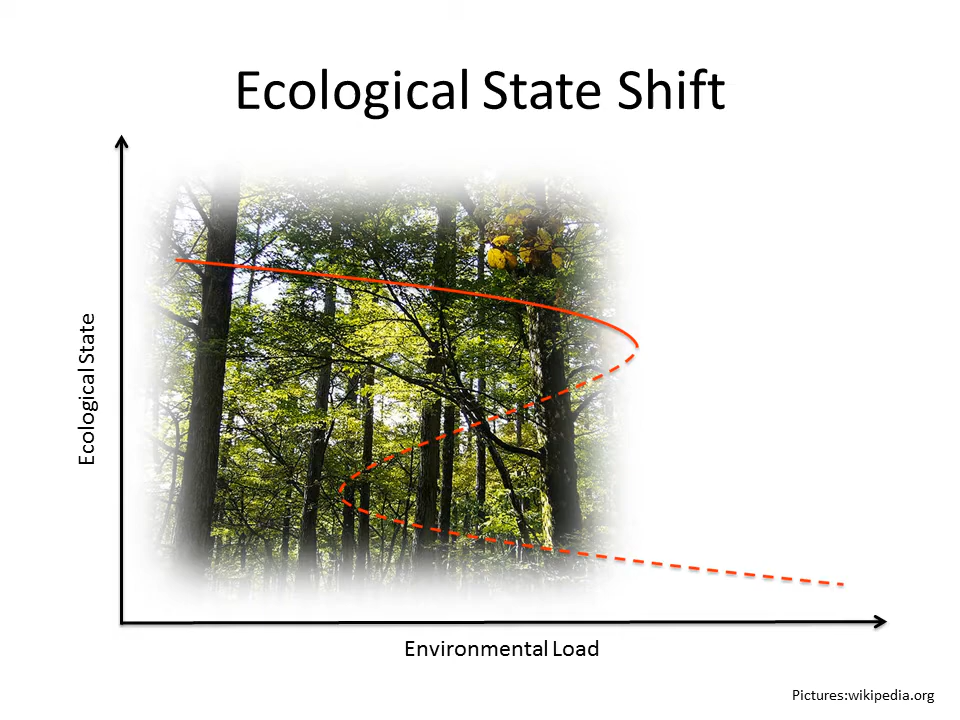 Ecological State Shift
Ecological State
Environmental Load
Pictures:wikipedia.org